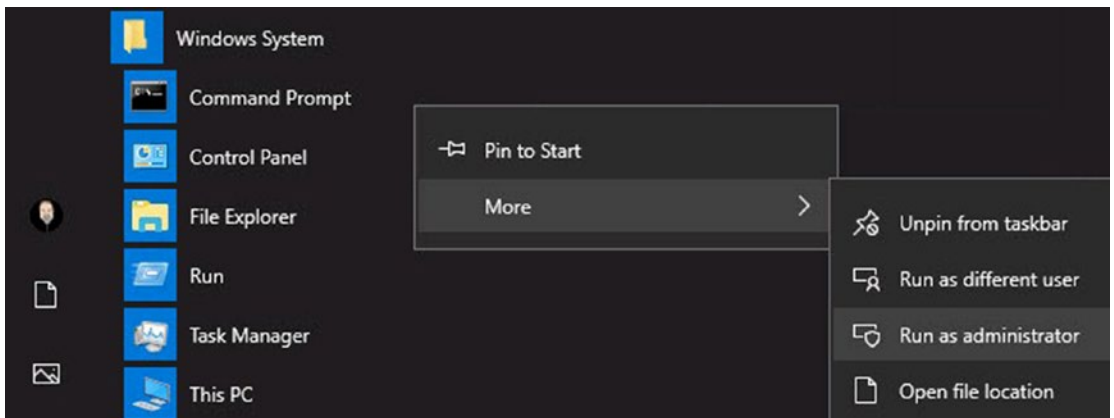 Windows System
Command Prompt
Control Panel
Pin to Start
More
File Explorer
Unpin from taskbar
Run
Run as different user
Task Manager
Run as administrator
This PC
Open file location